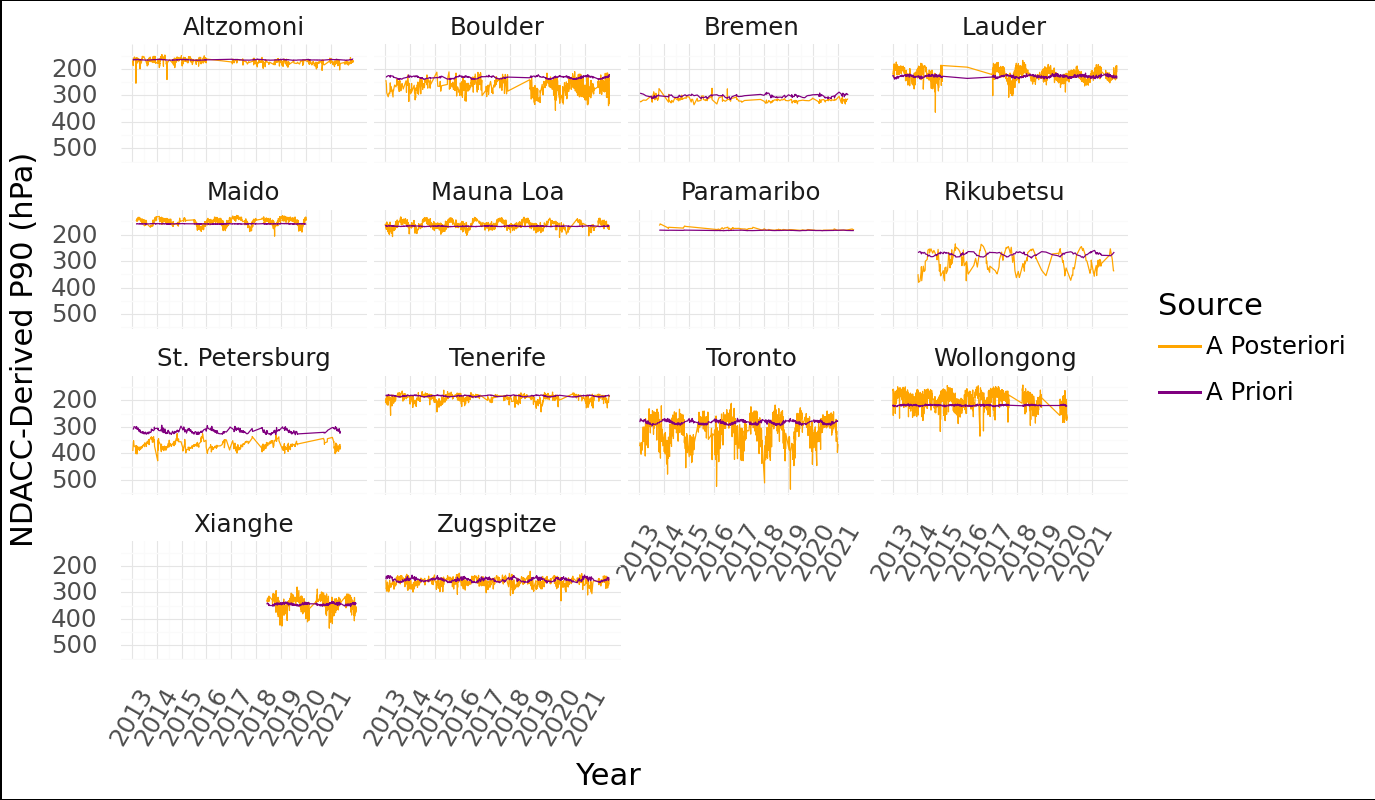 Altzomoni Boulder Bremen Lauder
200
300
400
500
Maido Mauna Loa Paramaribo Rikubetsu
200
300
400
500
St. Petersburg Tenerife Toronto Wollongong
200
300
400
500
2013 2014 2015 2016 2017 2018 2019 2020 2021 2013 2014 2015 2016 2017 2018 2019 2020 2021
Xianghe Zugspitze
200
300
400
500
2013 2014 2015 2016 2017 2018 2019 2020 2021 2013 2014 2015 2016 2017 2018 2019 2020 2021
Year
NDACC-Derived P90 (hPa)
Source
A Posteriori
A Priori